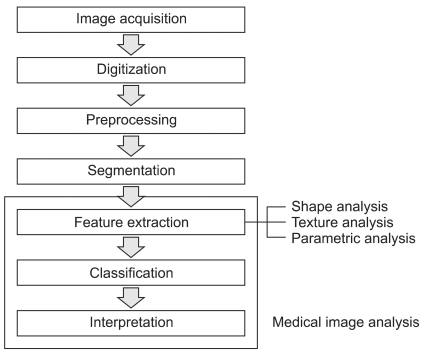 Image acquisition
Digitization
Preprocessing
Segmentation
Feature extraction
Shape analysis
Texture analysis
Parametric analysis
Classification
Interpretation
Medical image analysis